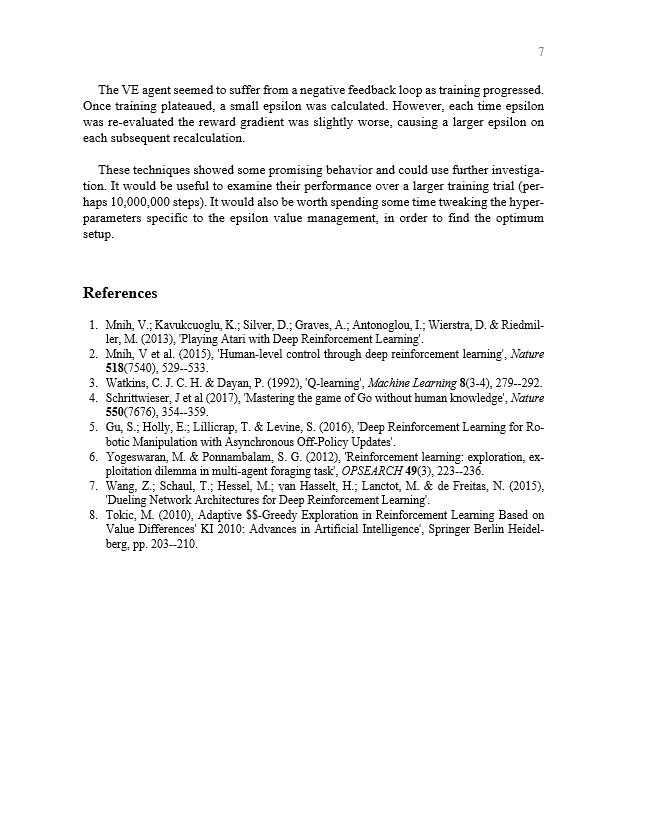 7
The VE agent seemed to suffer from a negative feedback loop as training progressed.
Once training plateaued, a small epsilon was calculated. However, each time epsilon
was re-evaluated the reward gradient was slightly worse, causing a larger epsilon on
each subsequent recalculation.
These techniques showed some promising behavior and could use further investiga-
tion. It would be useful to examine their performance over a larger training trial (per-
haps 10,000,000 steps). It would also be worth spending some time tweaking the hyper-
parameters specific to the epsilon value management, in order to find the optimum
setup.
References
1. Mnih, V.; Kavukcuoglu, K.; Silver, D.; Graves, A.; Antonoglou, I.; Wierstra, D. & Riedmil-
ler, M. (2013), 'Playing Atari with Deep Reinforcement Learning'.
2. Mnih, V et al. (2015), 'Human-level control through deep reinforcement learning', Nature
518(7540), 529--533.
3. Watkins, C. J. C. H. & Dayan, P. (1992), 'Q-learning', Machine Learning 8(3-4), 279--292.
4. Schrittwieser, J et al (2017), 'Mastering the game of Go without human knowledge', Nature
550(7676), 354--359.
5. Gu, S.; Holly, E.; Lillicrap, T. & Levine, S. (2016), 'Deep Reinforcement Learning for Ro-
botic Manipulation with Asynchronous Off-Policy Updates'.
6. Yogeswaran, M. & Ponnambalam, S. G. (2012), 'Reinforcement learning: exploration, ex-
ploitation dilemma in multi-agent foraging task', OPSEARCH 49(3), 223--236.
7. Wang, Z.; Schaul, T.; Hessel, M.; van Hasselt, H.; Lanctot, M. & de Freitas, N. (2015),
'Dueling Network Architectures for Deep Reinforcement Learning'.
8. Tokic, M. (2010), Adaptive $$-Greedy Exploration in Reinforcement Learning Based on
Value Differences' KI 2010: Advances in Artificial Intelligence', Springer Berlin Heidel-
berg, pp. 203--210.